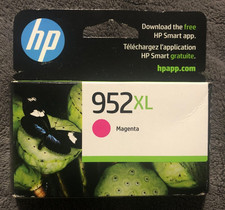 hp
Download the free
HP Smart app
Téléchargez l'application
HP Smart gratuite.
hpapp.com
952XL
Magenta